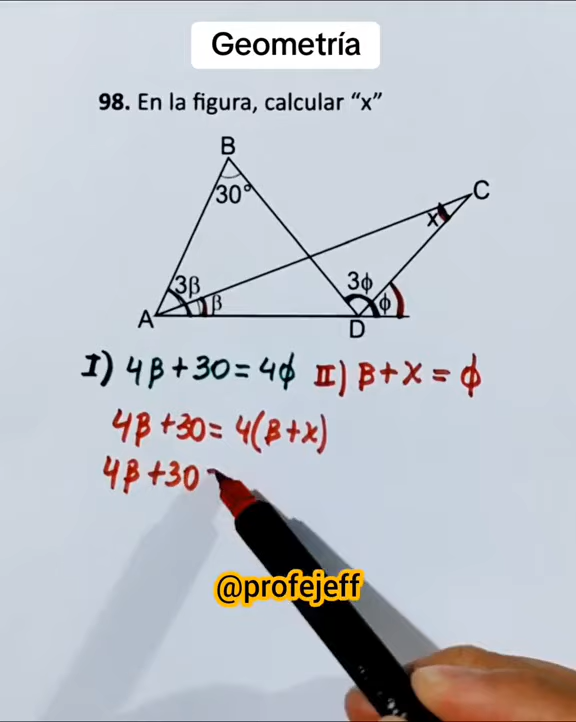 Geometría
98. En la figura, calcular "x"
B
30°
C
x
3β
β
3ϕ
ϕ
A
D
I) 4β+30=4ϕ II) β+x=ϕ
4β+30=4(β+x)
4β+30
@profejeff